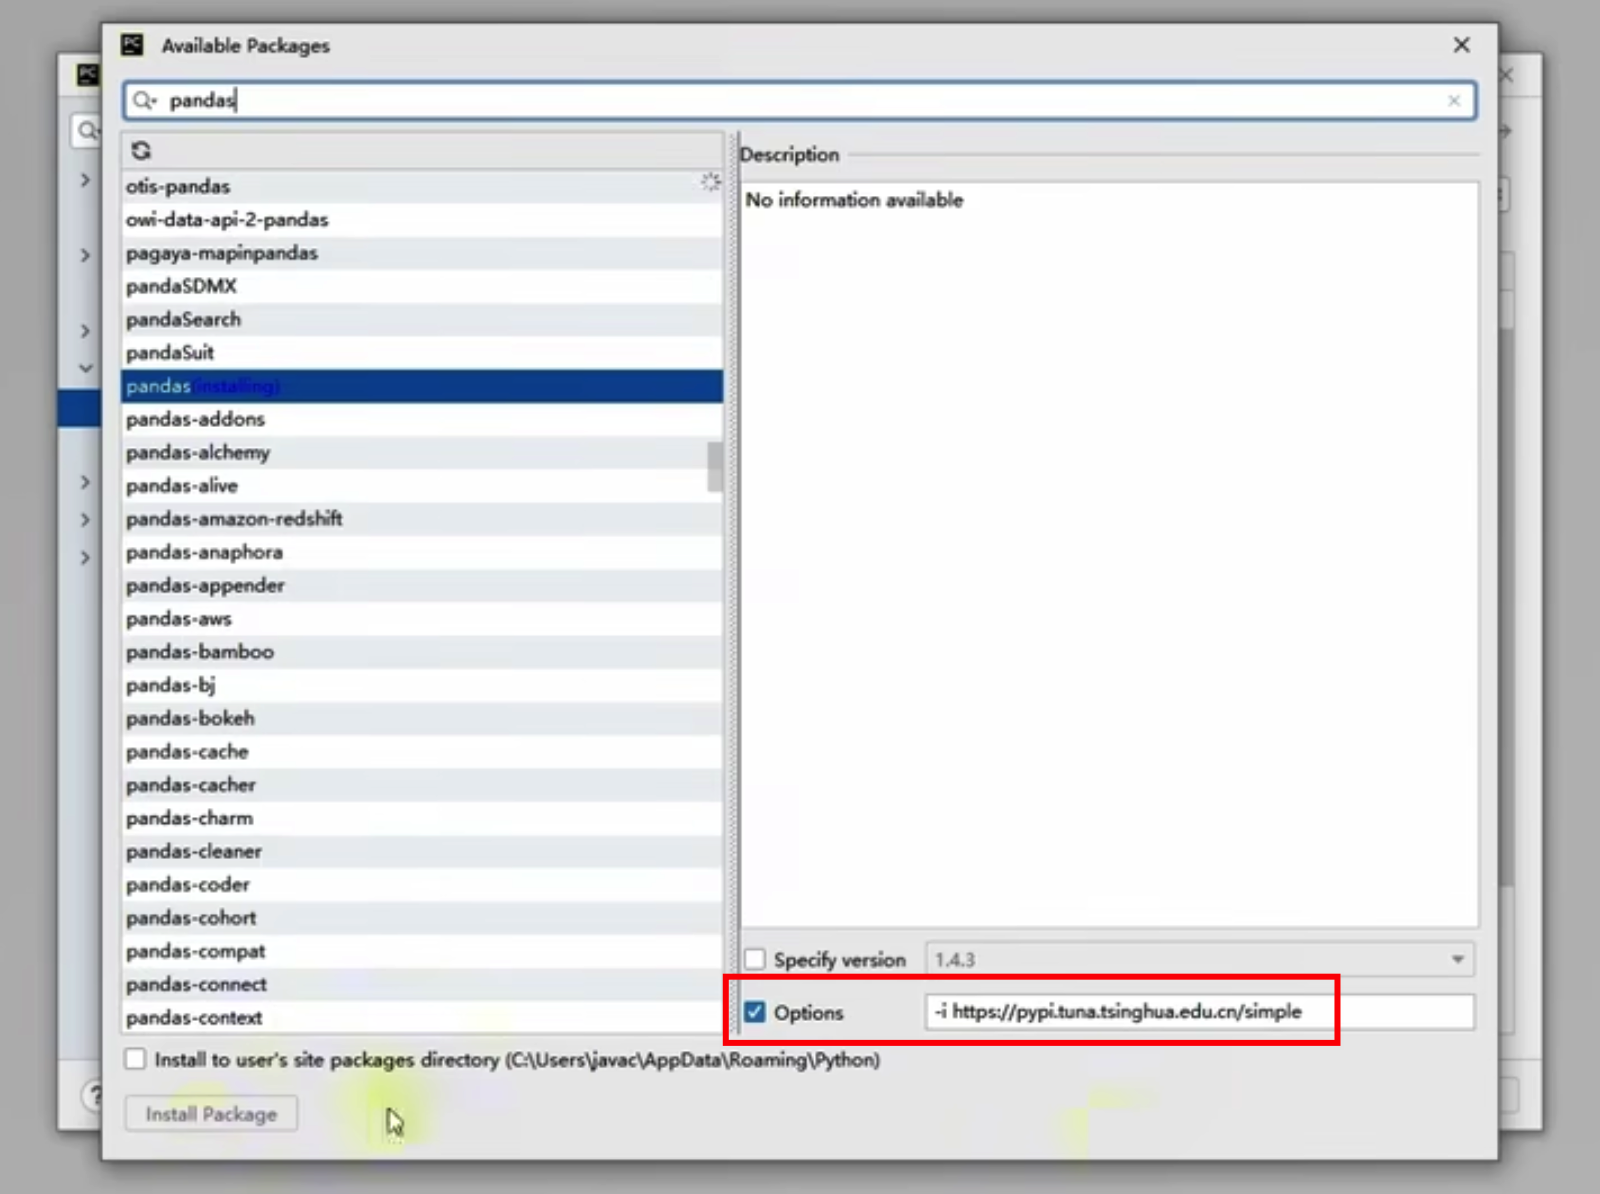 PC
Available Packages
PC
pandas
Description
otis-pandas
No information available
owi-data-api-2-pandas
pagaya-mapinpandas
pandaSDMX
pandaSearch
pandaSuit
pandas (installing)
pandas-addons
pandas-alchemy
pandas-alive
pandas-amazon-redshift
pandas-anaphora
pandas-appender
pandas-aws
pandas-bamboo
pandas-bj
pandas-bokeh
pandas-cache
pandas-cacher
pandas-charm
pandas-cleaner
pandas-coder
pandas-cohort
pandas-compat
pandas-connect
pandas-context
Specify version 1.4.3
Options -i https://pypi.tuna.tsinghua.edu.cn/simple
Install to user's site packages directory (C:\Users\javac\AppData\Roaming\Python)
?
Install Package